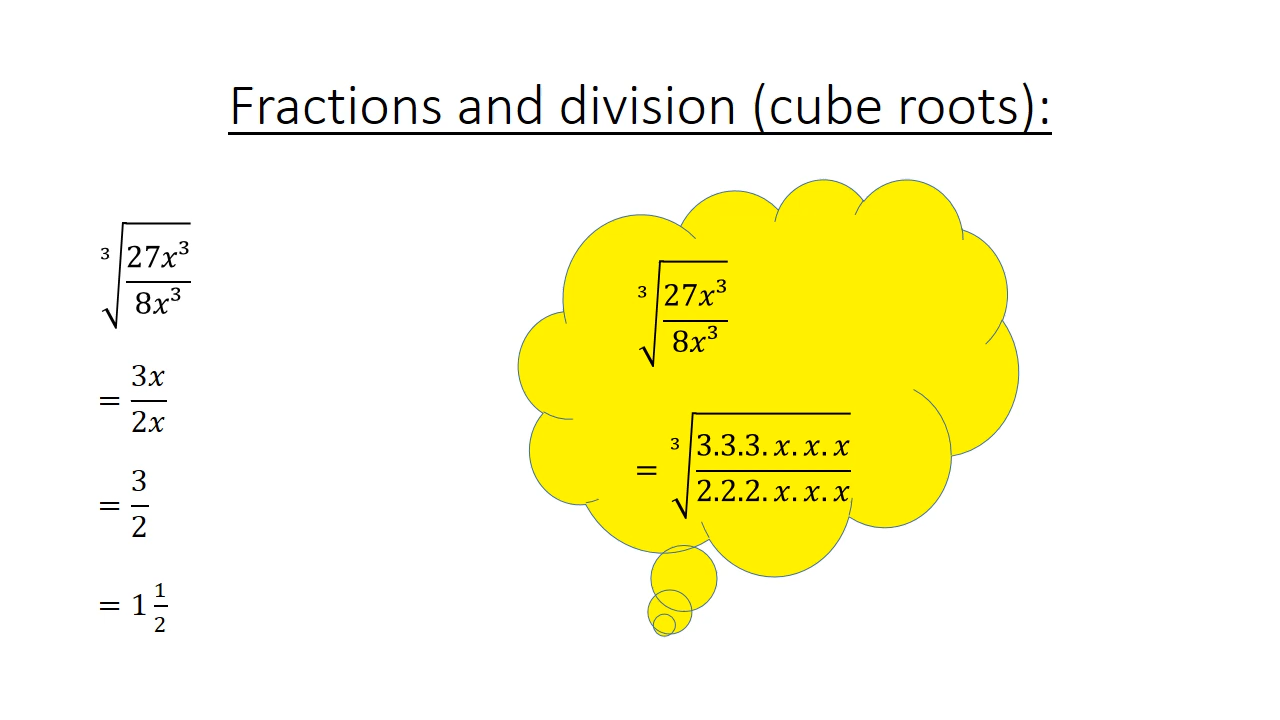 Fractions and division (cube roots):
∛(27x³/8x³)
= 3x/2x
= 3/2
= 1 1/2
∛(27x³/8x³)
= ∛(3.3.3.x.x.x/2.2.2.x.x.x)